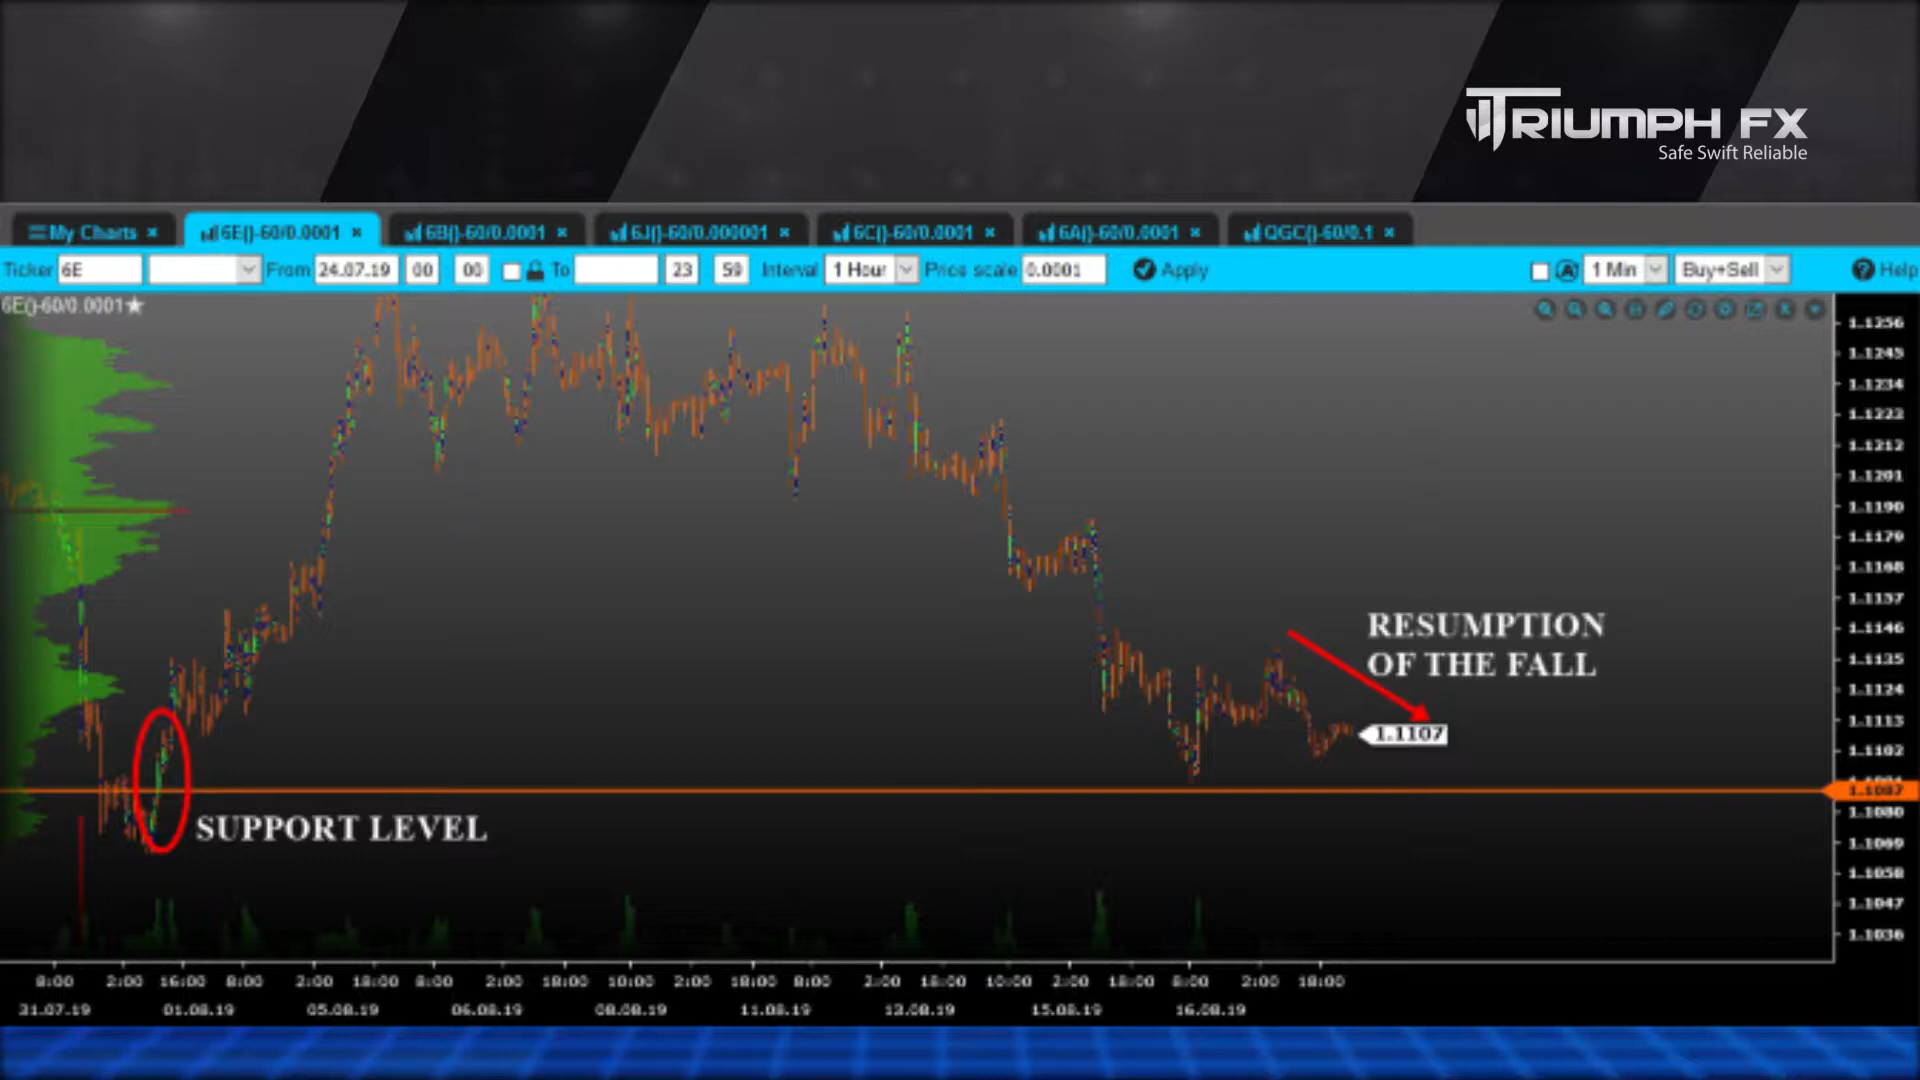 TRIUMPH FX
Safe Swift Reliable
My Charts × 6E()-60/0.0001 × 6B()-60/0.0001 × 6J()-60/0.000001 × 6C()-60/0.0001 × 6A()-60/0.0001 × QGC()-60/0.1 ×
Ticker 6E From 24.07.19 00 00 To 23 59 Interval 1 Hour Price scale 0.0001 Apply 1 Min Buy+Sell Help
6E()-60/0.0001★
1.1256
1.1245
1.1234
1.1223
1.1212
1.1201
1.1190
1.1179
1.1168
1.1157
1.1146
RESUMPTION
OF THE FALL
1.1135
1.1124
1.1113
1.1107
1.1102
1.1087
1.1080
SUPPORT LEVEL
1.1069
1.1058
1.1047
1.1036
8:00 2:00 16:00 8:00 2:00 18:00 8:00 2:00 18:00 10:00 2:00 18:00 8:00 2:00 18:00 10:00 2:00 18:00 8:00 2:00 18:00
31.07.19 01.08.19 05.08.19 06.08.19 08.08.19 11.08.19 13.08.19 15.08.19 16.08.19